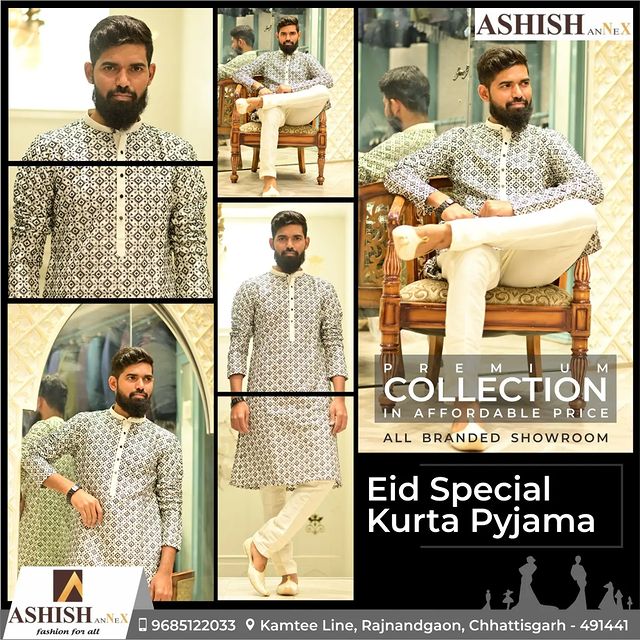 ASHISH ANNEX
PREMIUM
COLLECTION
IN AFFORDABLE PRICE
ALL BRANDED SHOWROOM
Eid Special
Kurta Pyjama
ASHISH ANNEX
fashion for all
9685122033 Kamtee Line, Rajnandgaon, Chhattisgarh - 491441